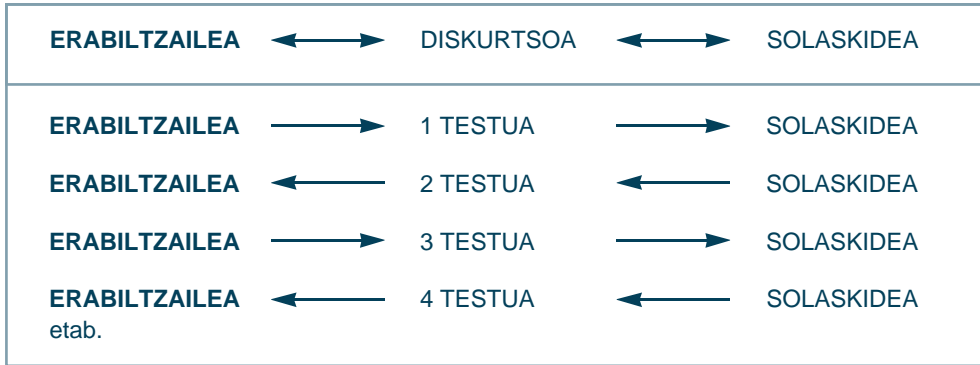 ERABILTZAILEA DISKURTSOA SOLASKIDEA
ERABILTZAILEA 1 TESTUA SOLASKIDEA
ERABILTZAILEA 2 TESTUA SOLASKIDEA
ERABILTZAILEA 3 TESTUA SOLASKIDEA
ERABILTZAILEA 4 TESTUA SOLASKIDEA
etab.